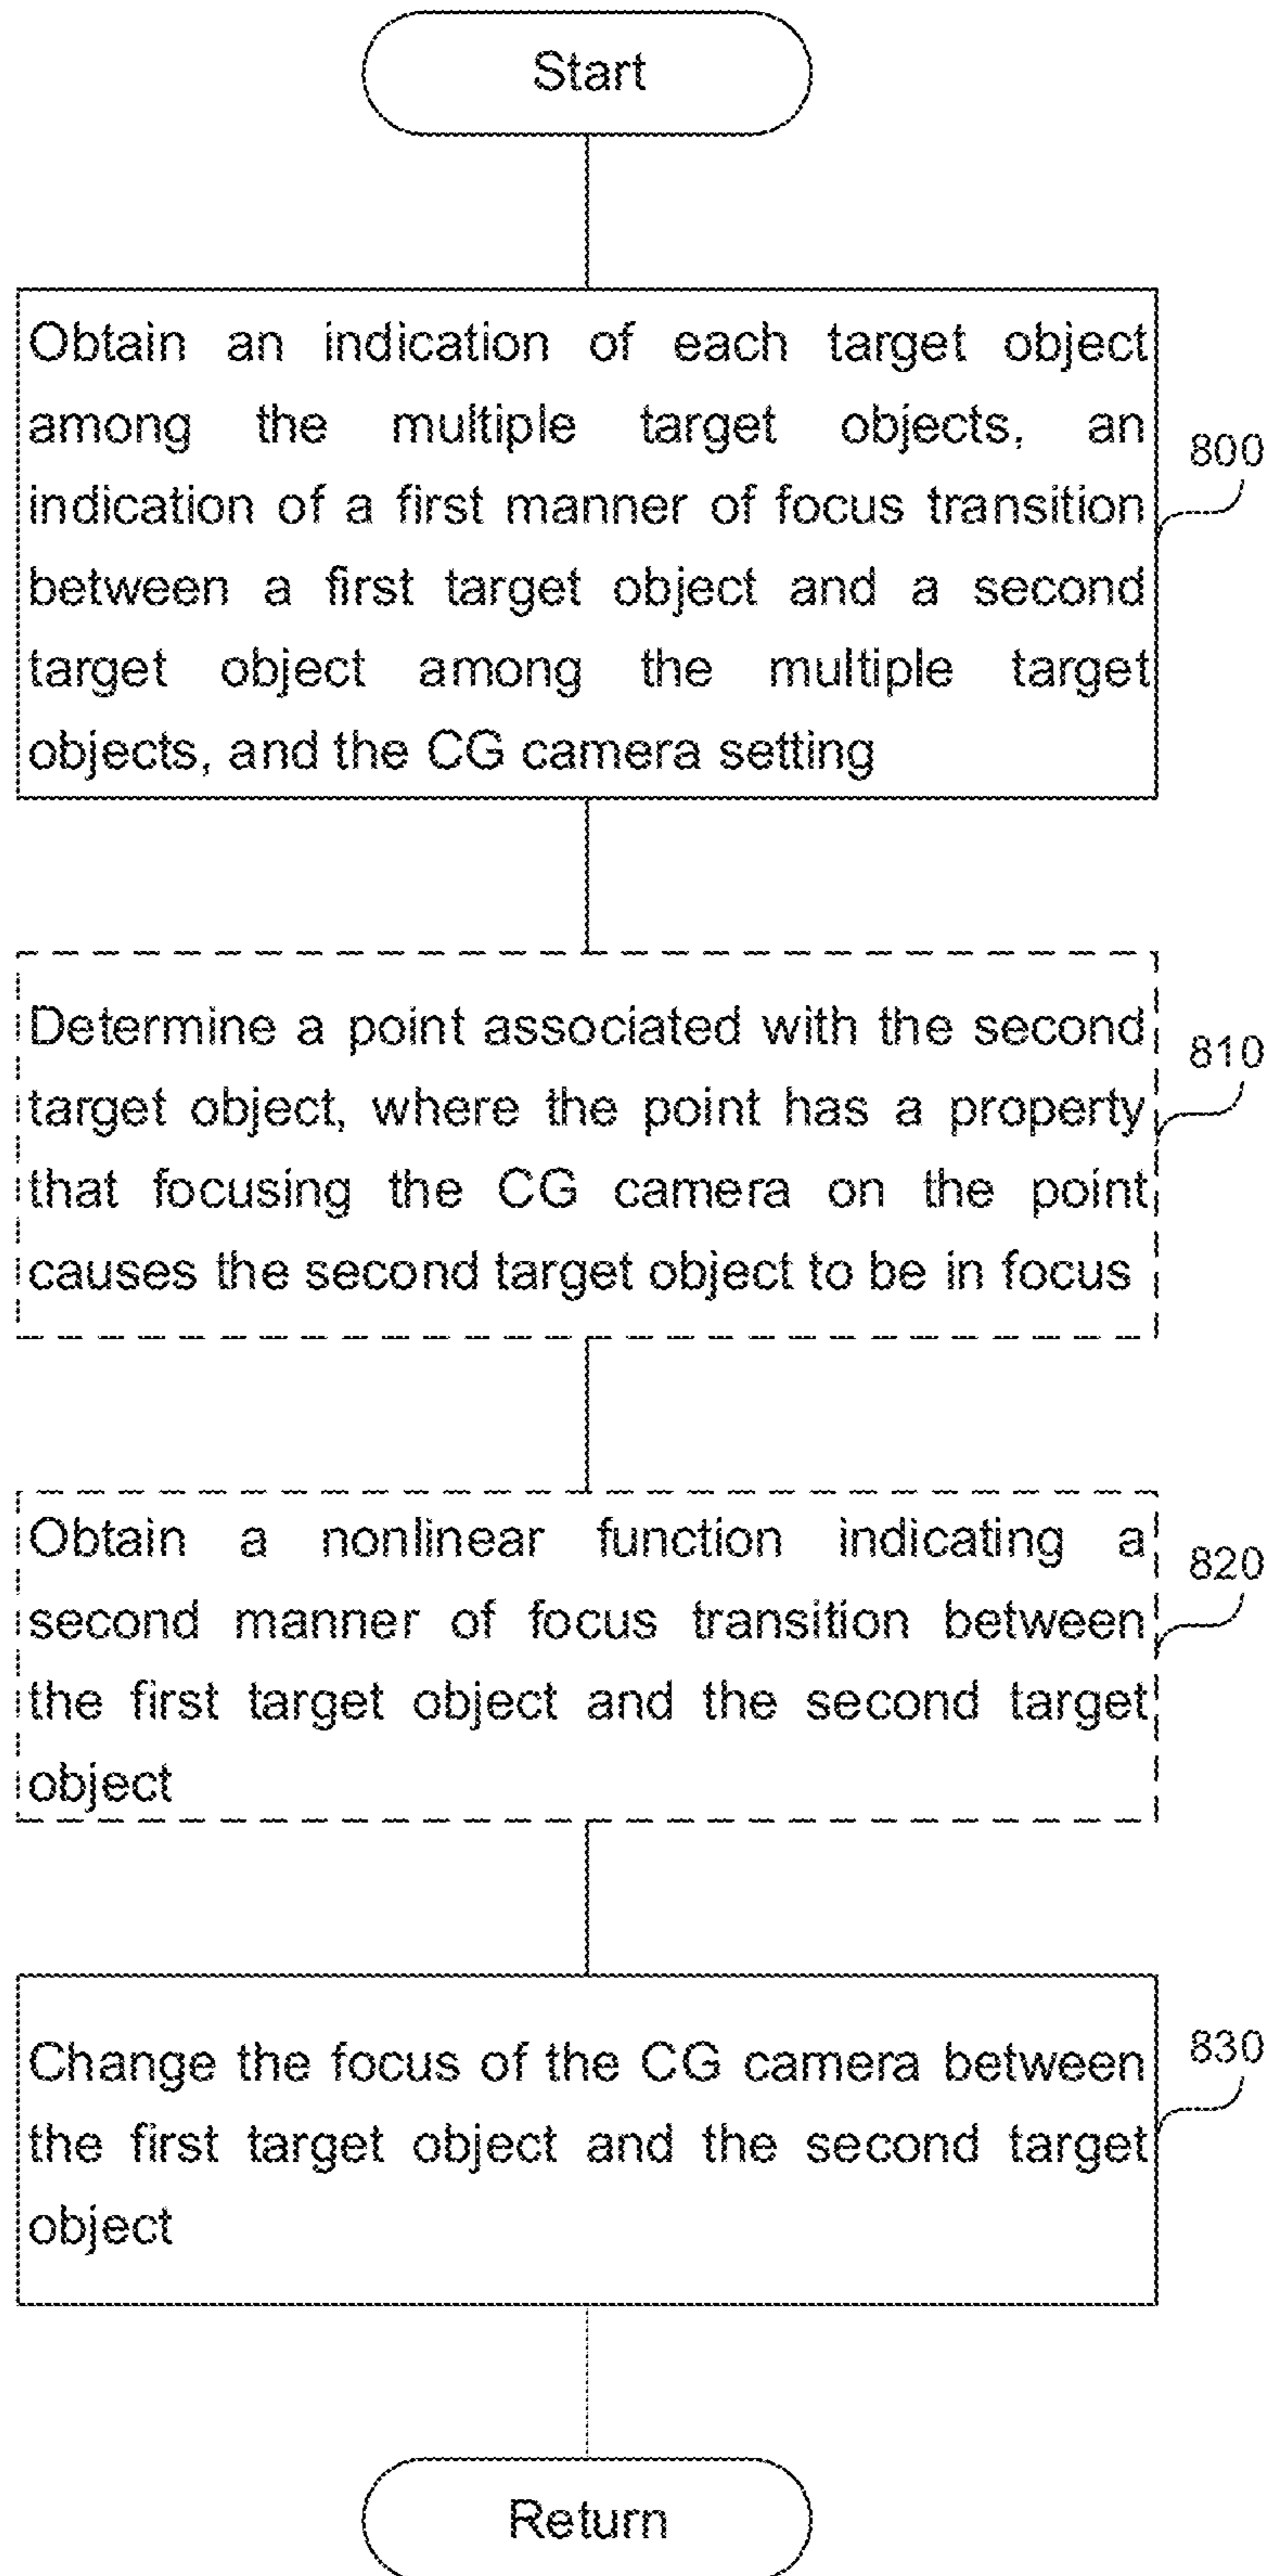 Start
Obtain an indication of each target object
among the multiple target objects, an
indication of a first manner of focus transition
between a first target object and a second
target object among the multiple target
objects, and the CG camera setting
800
Determine a point associated with the second
target object, where the point has a property
that focusing the CG camera on the point
causes the second target object to be in focus
810
Obtain a nonlinear function indicating a
second manner of focus transition between
the first target object and the second target
object
820
Change the focus of the CG camera between
the first target object and the second target
object
830
Return